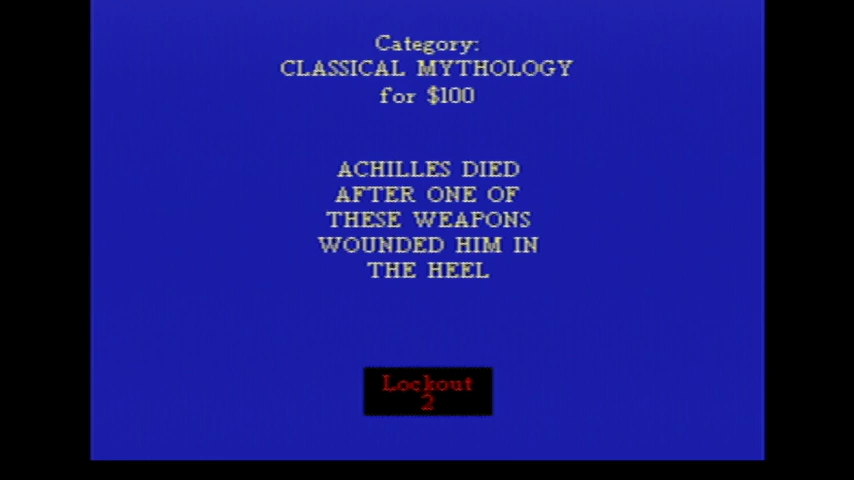 Category:
CLASSICAL MYTHOLOGY
for $100
ACHILLES DIED
AFTER ONE OF
THESE WEAPONS
WOUNDED HIM IN
THE HEEL
Lockout
2